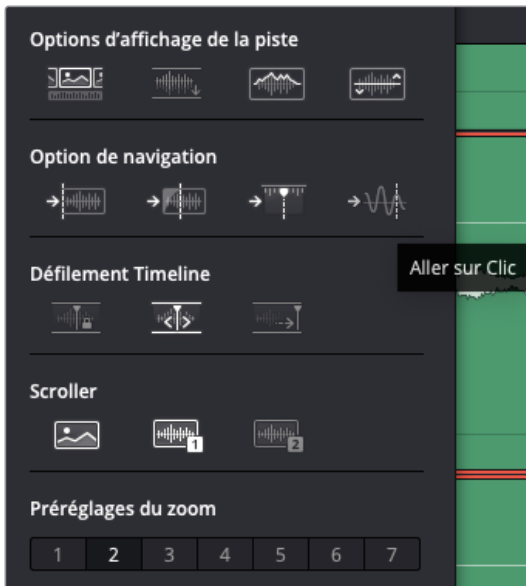 Options d’affichage de la piste
Option de navigation
Aller sur Clic
Défilement Timeline
Scroller
1 2
Préréglages du zoom
1 2 3 4 5 6 7